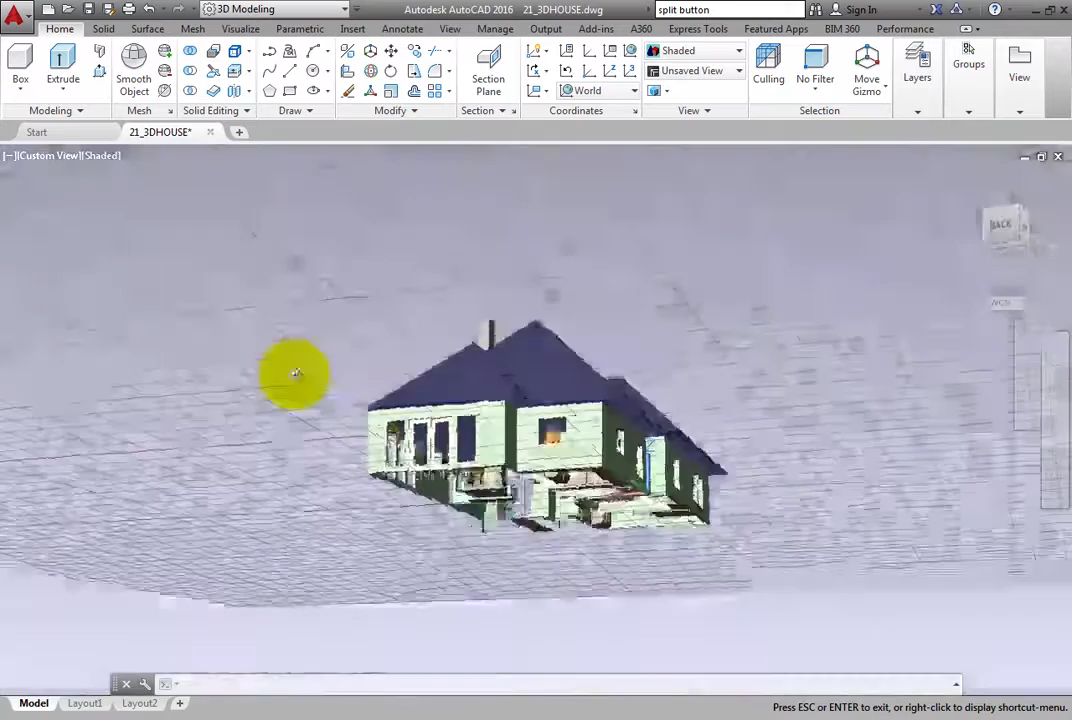 3D Modeling
Autodesk AutoCAD 2016 21_3DHOUSE.dwg
split button
Sign In
Home Solid Surface Mesh Visualize Parametric Insert Annotate View Manage Output Add-ins A360 Express Tools Featured Apps BIM 360 Performance
Box
Extrude
Smooth Object
Section Plane
World
Shaded
Unsaved View
Culling
No Filter
Move Gizmo
Layers
Groups
View
Modeling Mesh Solid Editing Draw Modify Section Coordinates View Selection
Start 21_3DHOUSE*
[−][Custom View][Shaded]
BACK
WCS
Model Layout1 Layout2
Press ESC or ENTER to exit, or right-click to display shortcut-menu.